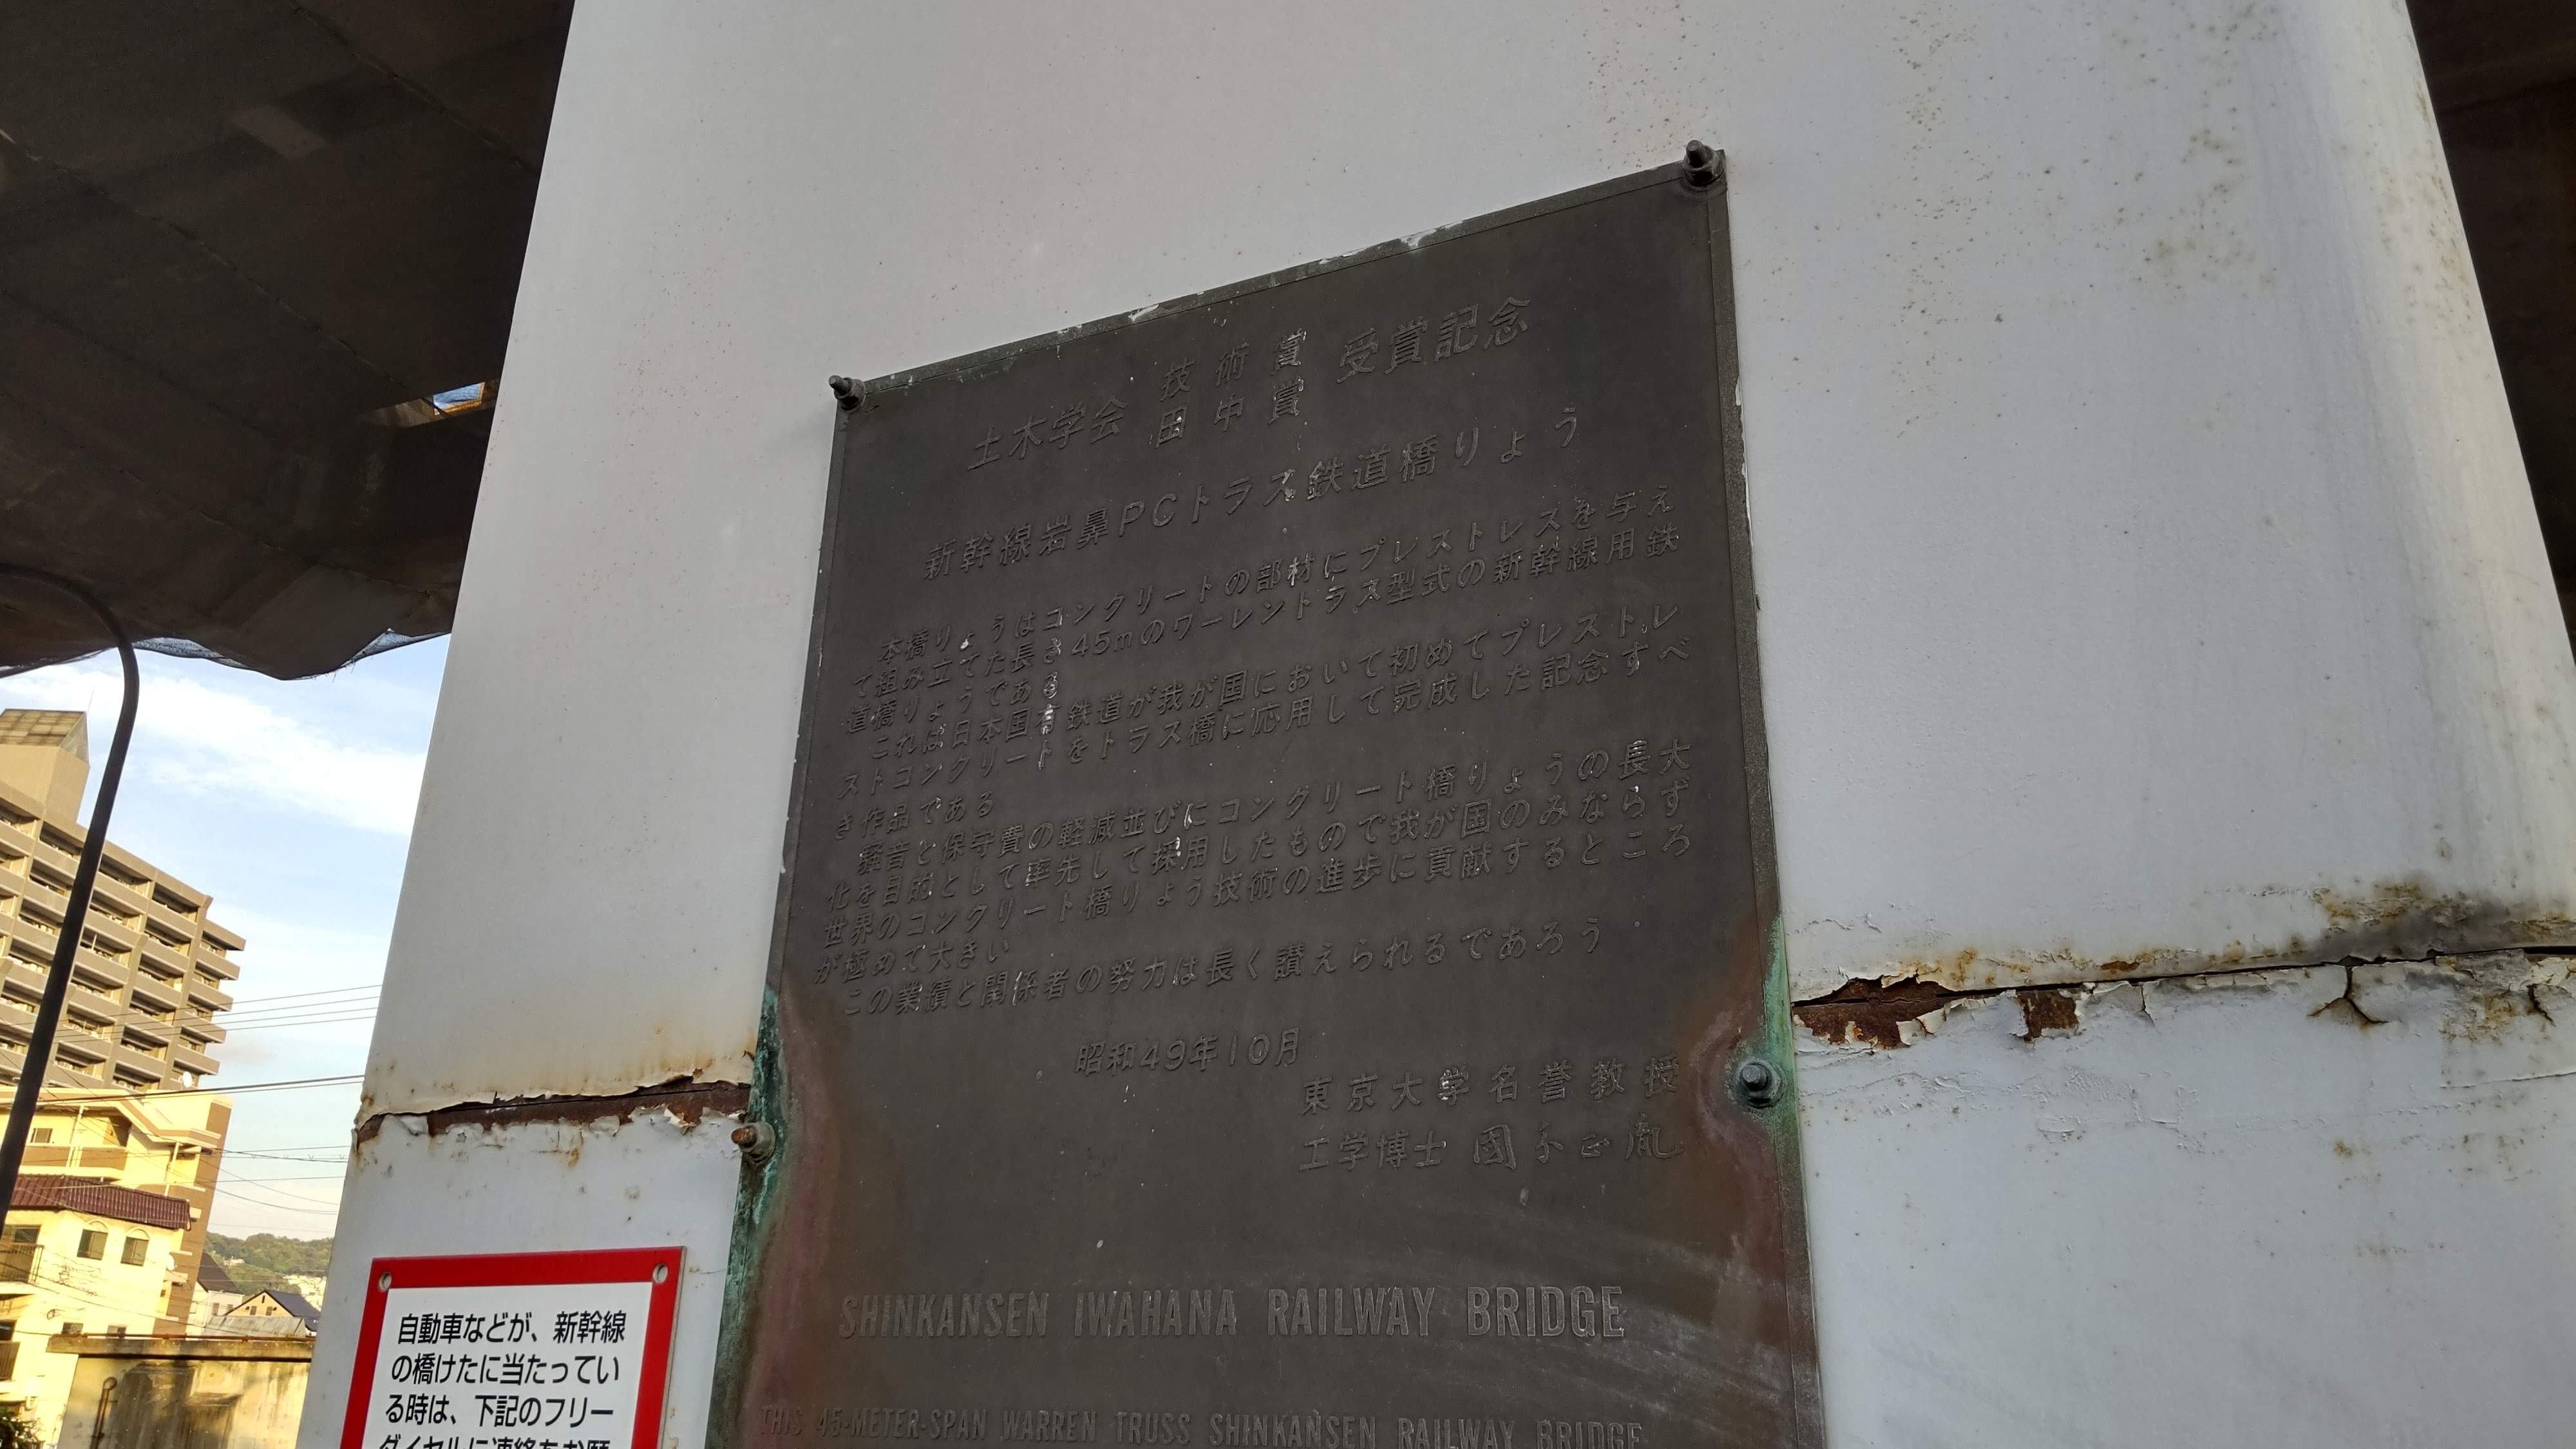 土木学会 技術賞 受賞記念
田中賞
新幹線岩鼻PCトラス鉄道橋りょう
本橋りょうはコンクリートの部材にプレストレスを与え
て組み立てた長さ45mのワーレントラス型式の新幹線用鉄
道橋りょうである
これは日本国有鉄道が我が国において初めてプレストレ
ストコンクリートをトラス橋に応用して完成した記念すべ
き作品である
騒音と保守費の軽減並びにコンクリート橋りょうの長大
化を目的として率先して採用したもので我が国のみならず
世界のコンクリート橋りょう技術の進歩に貢献するところ
が極めて大きい
この業績と関係者の努力は長く讃えられるであろう
昭和49年10月
東京大学名誉教授
工学博士 國分正胤
SHINKANSEN IWAHANA RAILWAY BRIDGE
THIS 45-METER-SPAN WARREN TRUSS SHINKANSEN RAILWAY BRIDGE
自動車などが、新幹線
の橋けたに当たってい
る時は、下記のフリー
ダイヤルに連絡をお願